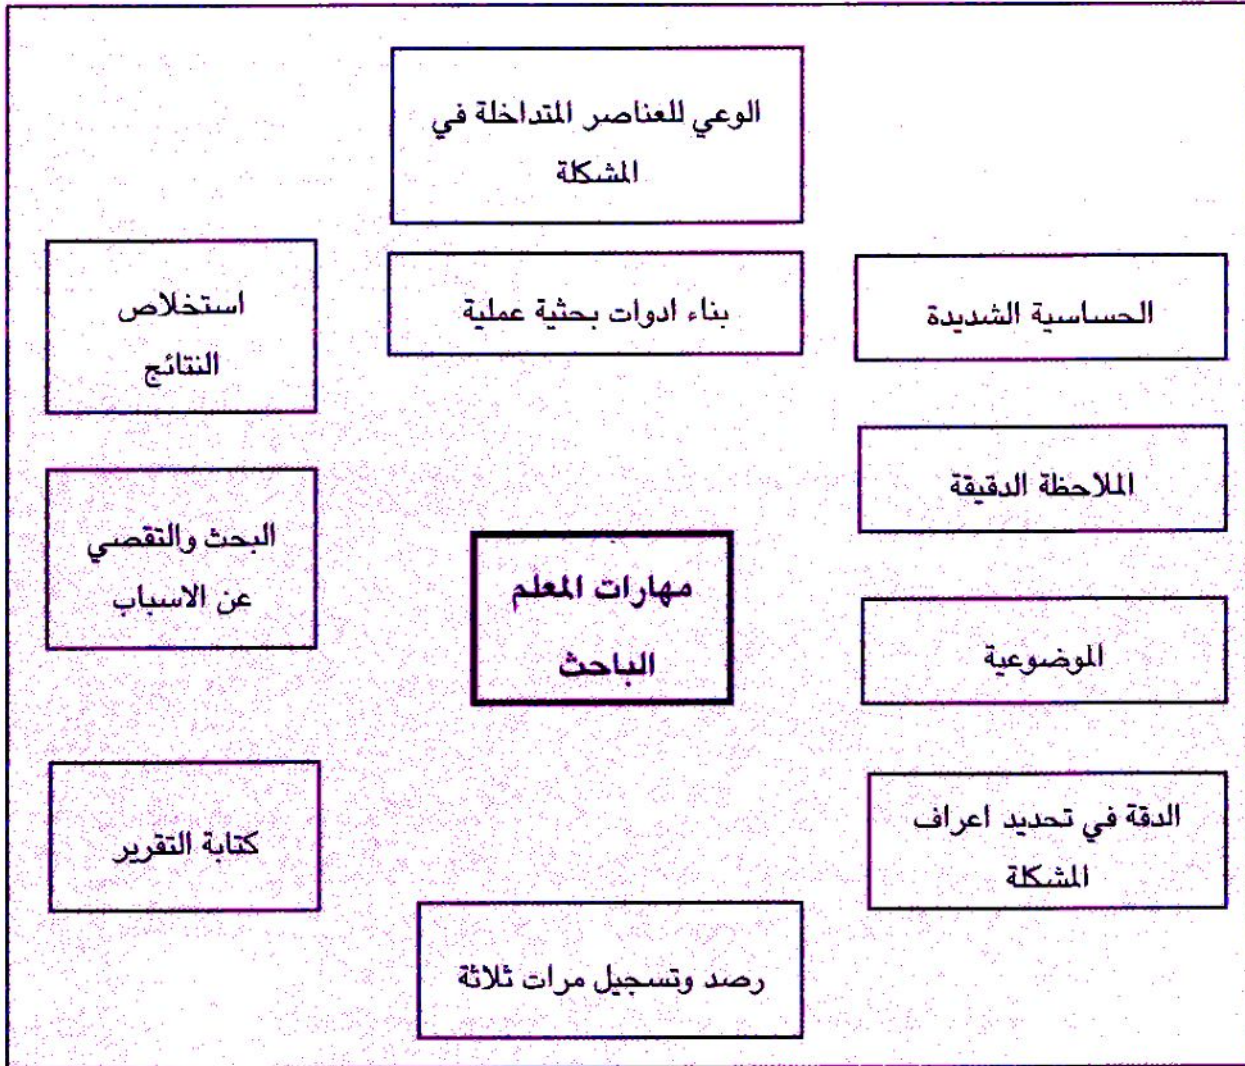 الوعي للعناصر المتداخلة في
المشكلة
الحساسية الشديدة
بناء ادوات بحثية عملية
استخلاص
النتائج
الملاحظة الدقيقة
البحث والتقصي
عن الاسباب
مهارات المعلم
الباحث
الموضوعية
الدقة في تحديد اعراف
المشكلة
كتابة التقرير
رصد وتسجيل مرات ثلاثة